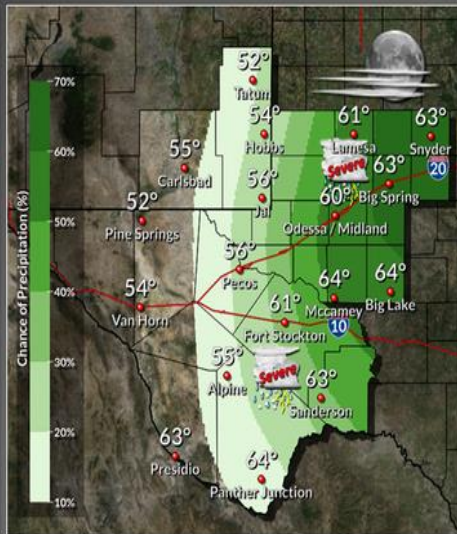 Chance of Precipitation (%)
70%
60%
50%
40%
30%
20%
10%
52°
Tatum
54°
Hobbs
61°
Lamesa
63°
Snyder
55°
Carlsbad
Severe
63°
Big Spring
20
56°
Jal
60°
Odessa / Midland
52°
Pine Springs
56°
Pecos
54°
Van Horn
64°
Mccamey
64°
Big Lake
61°
Fort Stockton
10
55°
Alpine
Severe
63°
Sanderson
63°
Presidio
64°
Panther Junction